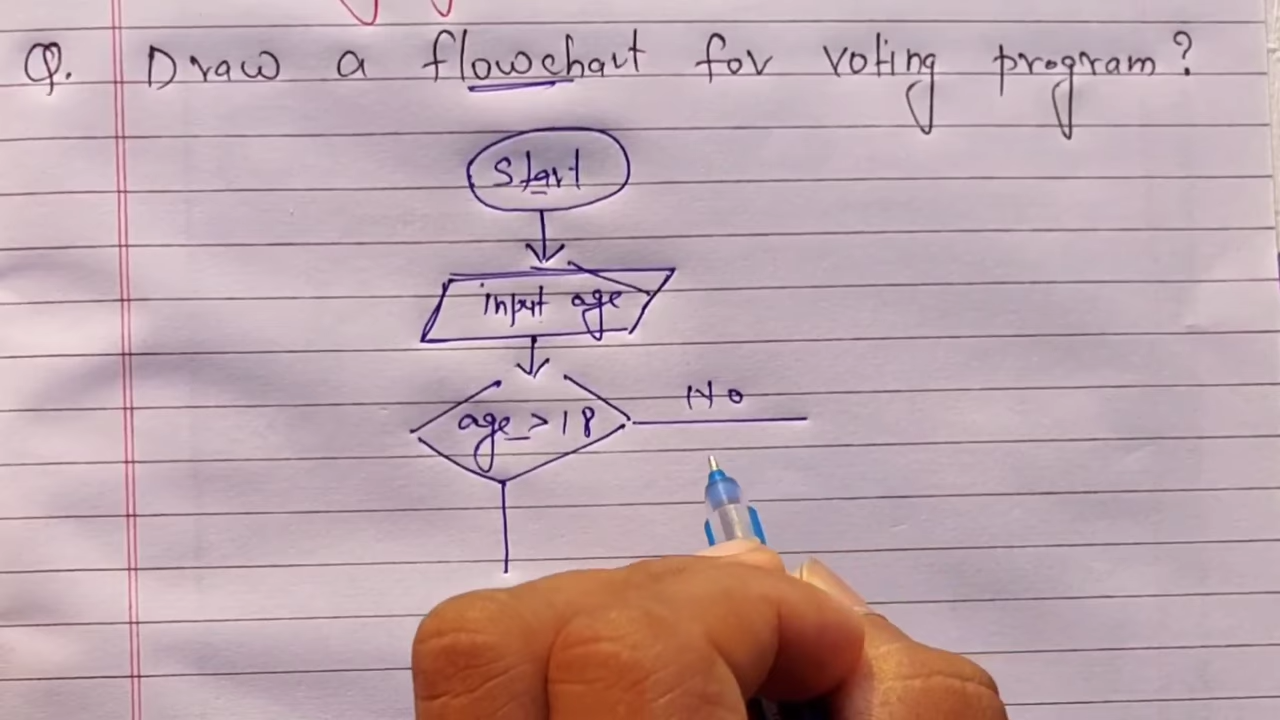 Q. Draw a flowchart for voting program?
Start
input age
age > 18
No